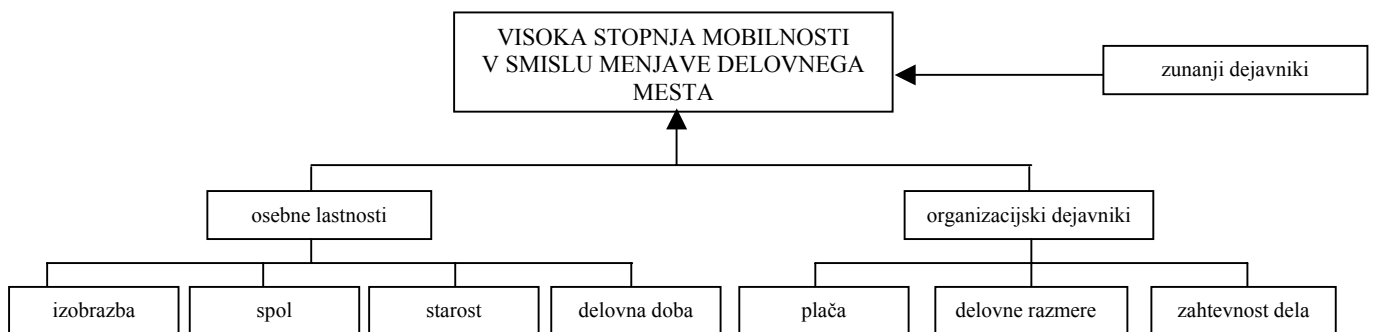 VISOKA STOPNJA MOBILNOSTI
V SMISLU MENJAVE DELOVNEGA
MESTA
zunanji dejavniki
osebne lastnosti
organizacijski dejavniki
izobrazba
spol
starost
delovna doba
plača
delovne razmere
zahtevnost dela